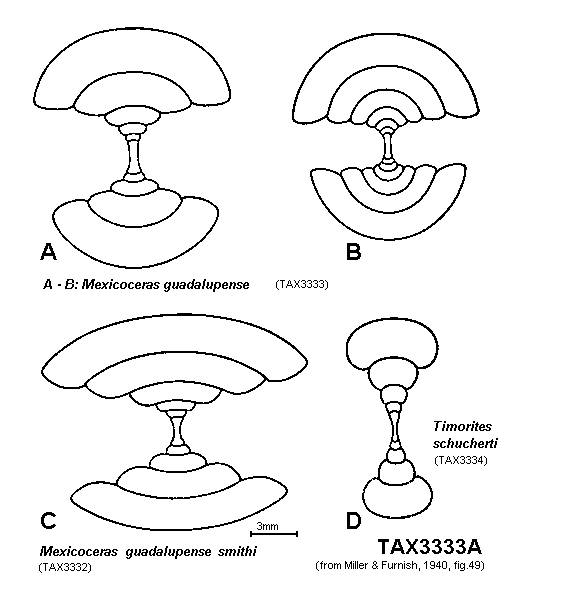 A
B
A - B: Mexicoceras guadalupense (TAX3333)
Timorites
schucherti
(TAX3334)
C
3mm
D
Mexicoceras guadalupense smithi
(TAX3332)
TAX3333A
(from Miller & Furnish, 1940, fig.49)